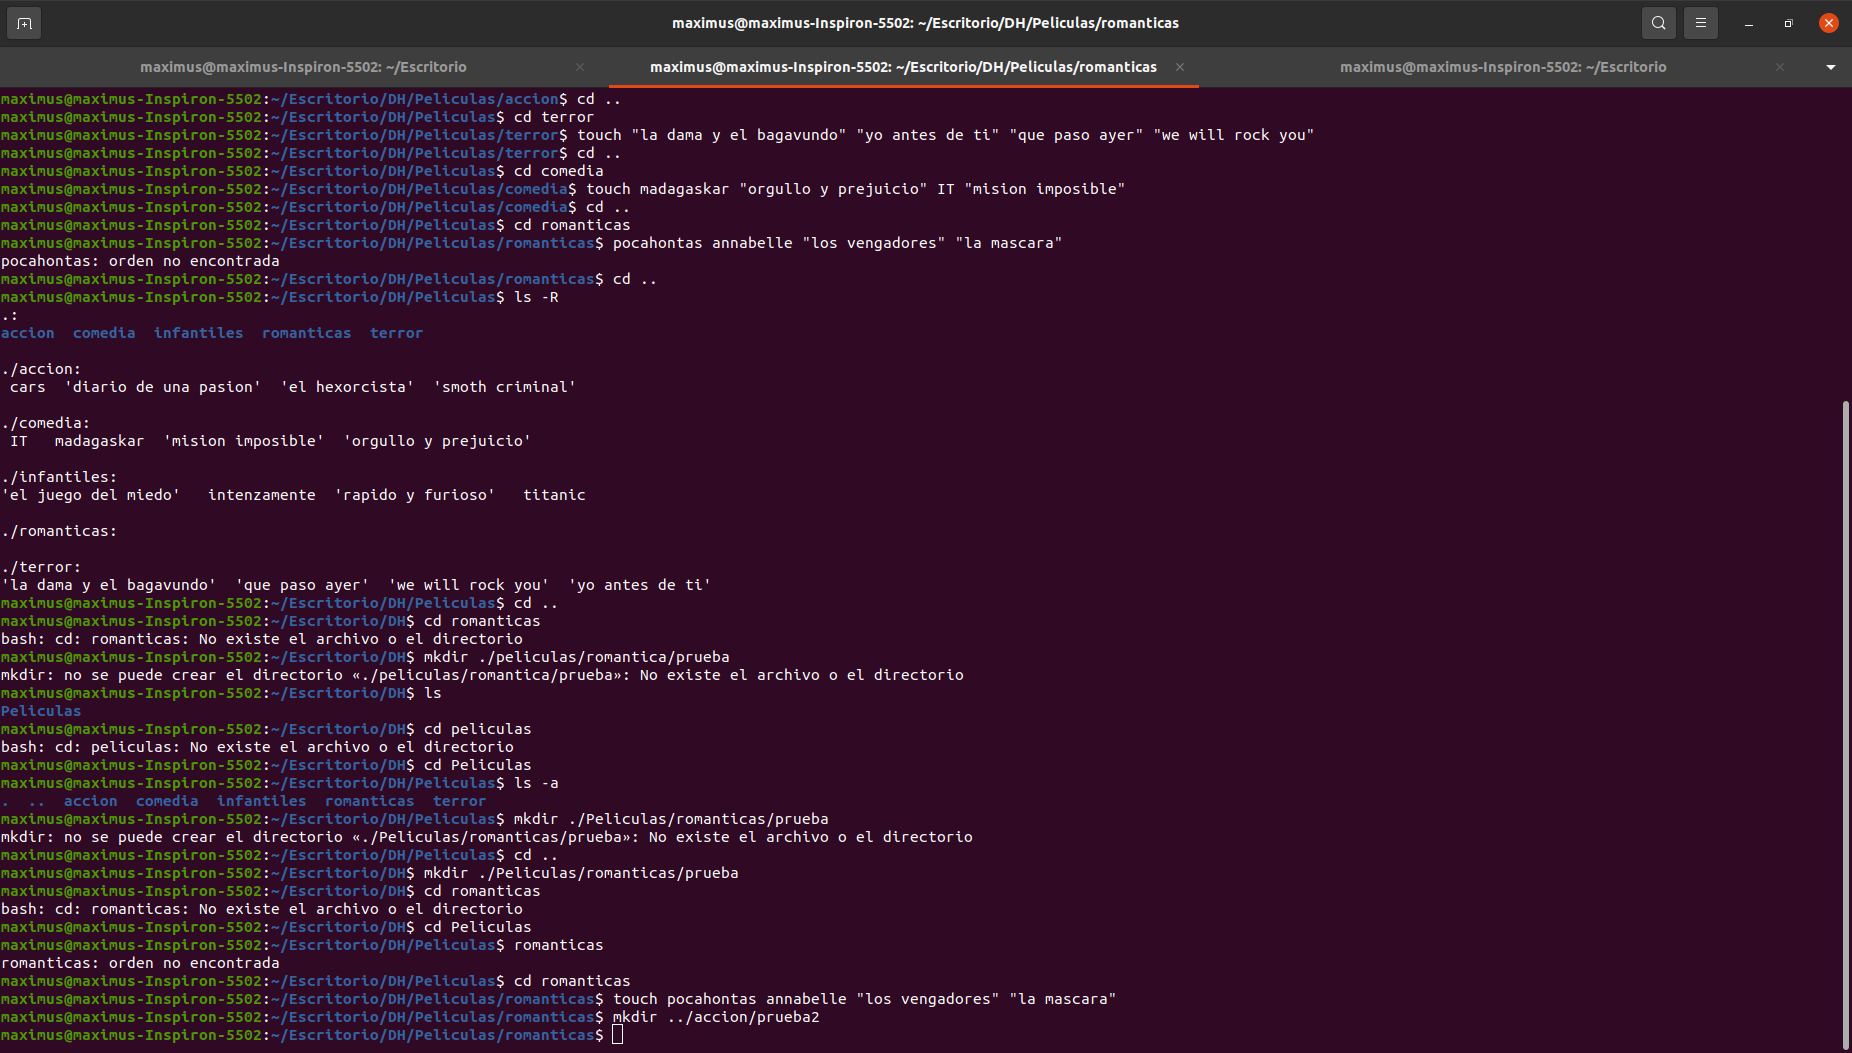 maximus@maximus-Inspiron-5502: ~/Escritorio/DH/Peliculas/romanticas
maximus@maximus-Inspiron-5502: ~/Escritorio
maximus@maximus-Inspiron-5502: ~/Escritorio/DH/Peliculas/romanticas
maximus@maximus-Inspiron-5502: ~/Escritorio
maximus@maximus-Inspiron-5502:~/Escritorio/DH/Peliculas/accion$ cd ..
maximus@maximus-Inspiron-5502:~/Escritorio/DH/Peliculas$ cd terror
maximus@maximus-Inspiron-5502:~/Escritorio/DH/Peliculas/terror$ touch "la dama y el bagavundo" "yo antes de ti" "que paso ayer" "we will rock you"
maximus@maximus-Inspiron-5502:~/Escritorio/DH/Peliculas/terror$ cd ..
maximus@maximus-Inspiron-5502:~/Escritorio/DH/Peliculas$ cd comedia
maximus@maximus-Inspiron-5502:~/Escritorio/DH/Peliculas/comedia$ touch madagaskar "orgullo y prejuicio" IT "mision imposible"
maximus@maximus-Inspiron-5502:~/Escritorio/DH/Peliculas/comedia$ cd ..
maximus@maximus-Inspiron-5502:~/Escritorio/DH/Peliculas$ cd romanticas
maximus@maximus-Inspiron-5502:~/Escritorio/DH/Peliculas/romanticas$ pocahontas annabelle "los vengadores" "la mascara"
pocahontas: orden no encontrada
maximus@maximus-Inspiron-5502:~/Escritorio/DH/Peliculas/romanticas$ cd ..
maximus@maximus-Inspiron-5502:~/Escritorio/DH/Peliculas$ ls -R
.:
accion  comedia  infantiles  romanticas  terror
./accion:
 cars  'diario de una pasion'  'el hexorcista'  'smoth criminal'
./comedia:
 IT   madagaskar  'mision imposible'  'orgullo y prejuicio'
./infantiles:
'el juego del miedo'   intenzamente  'rapido y furioso'   titanic
./romanticas:
./terror:
'la dama y el bagavundo'  'que paso ayer'  'we will rock you'  'yo antes de ti'
maximus@maximus-Inspiron-5502:~/Escritorio/DH/Peliculas$ cd ..
maximus@maximus-Inspiron-5502:~/Escritorio/DH$ cd romanticas
bash: cd: romanticas: No existe el archivo o el directorio
maximus@maximus-Inspiron-5502:~/Escritorio/DH$ mkdir ./peliculas/romantica/prueba
mkdir: no se puede crear el directorio «./peliculas/romantica/prueba»: No existe el archivo o el directorio
maximus@maximus-Inspiron-5502:~/Escritorio/DH$ ls
Peliculas
maximus@maximus-Inspiron-5502:~/Escritorio/DH$ cd peliculas
bash: cd: peliculas: No existe el archivo o el directorio
maximus@maximus-Inspiron-5502:~/Escritorio/DH$ cd Peliculas
maximus@maximus-Inspiron-5502:~/Escritorio/DH/Peliculas$ ls -a
.  ..  accion  comedia  infantiles  romanticas  terror
maximus@maximus-Inspiron-5502:~/Escritorio/DH/Peliculas$ mkdir ./Peliculas/romanticas/prueba
mkdir: no se puede crear el directorio «./Peliculas/romanticas/prueba»: No existe el archivo o el directorio
maximus@maximus-Inspiron-5502:~/Escritorio/DH/Peliculas$ cd ..
maximus@maximus-Inspiron-5502:~/Escritorio/DH$ mkdir ./Peliculas/romanticas/prueba
maximus@maximus-Inspiron-5502:~/Escritorio/DH$ cd romanticas
bash: cd: romanticas: No existe el archivo o el directorio
maximus@maximus-Inspiron-5502:~/Escritorio/DH$ cd Peliculas
maximus@maximus-Inspiron-5502:~/Escritorio/DH/Peliculas$ romanticas
romanticas: orden no encontrada
maximus@maximus-Inspiron-5502:~/Escritorio/DH/Peliculas$ cd romanticas
maximus@maximus-Inspiron-5502:~/Escritorio/DH/Peliculas/romanticas$ touch pocahontas annabelle "los vengadores" "la mascara"
maximus@maximus-Inspiron-5502:~/Escritorio/DH/Peliculas/romanticas$ mkdir ../accion/prueba2
maximus@maximus-Inspiron-5502:~/Escritorio/DH/Peliculas/romanticas$